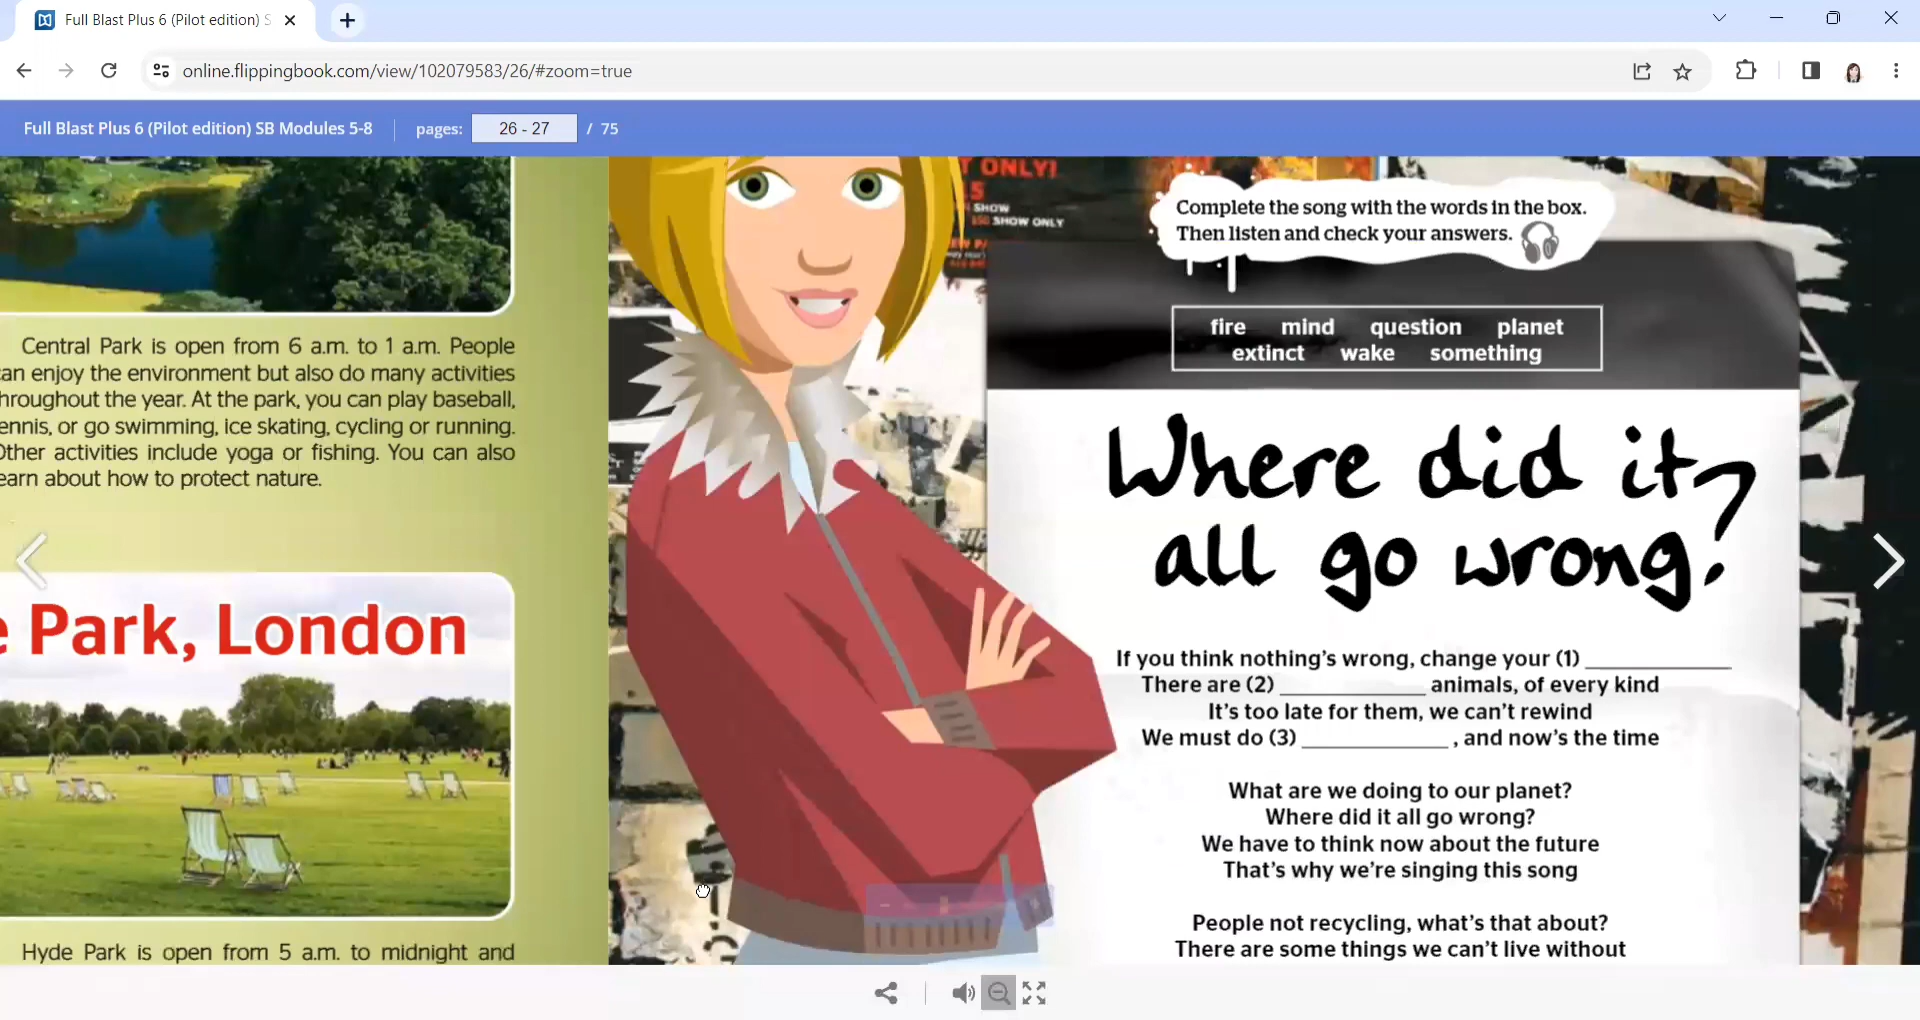 Full Blast Plus 6 (Pilot edition) S
online.flippingbook.com/view/102079583/26/#zoom=true
Full Blast Plus 6 (Pilot edition) SB Modules 5-8
pages: 26 - 27 / 75
Central Park is open from 6 a.m. to 1 a.m. People
an enjoy the environment but also do many activities
hroughout the year. At the park, you can play baseball,
ennis, or go swimming, ice skating, cycling or running.
Other activities include yoga or fishing. You can also
earn about how to protect nature.
e Park, London
Hyde Park is open from 5 a.m. to midnight and
T ONLY!
SHOW
SHOW ONLY
Complete the song with the words in the box.
Then listen and check your answers.
fire mind question planet
extinct wake something
Where did it
all go wrong?
If you think nothing's wrong, change your (1) ____________
There are (2) ____________ animals, of every kind
It's too late for them, we can't rewind
We must do (3) ____________ , and now's the time
What are we doing to our planet?
Where did it all go wrong?
We have to think now about the future
That's why we're singing this song
People not recycling, what's that about?
There are some things we can't live without